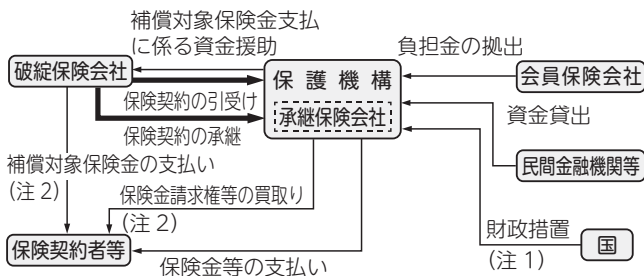 補償対象保険金支払
に係る資金援助
負担金の拠出
破綻保険会社
保護機構
会員保険会社
保険契約の引受け
承継保険会社
資金貸出
保険契約の承継
補償対象保険金の支払い
(注2)
民間金融機関等
保険金請求権等の買取り
(注2)
財政措置
(注1)
国
保険契約者等
保険金等の支払い